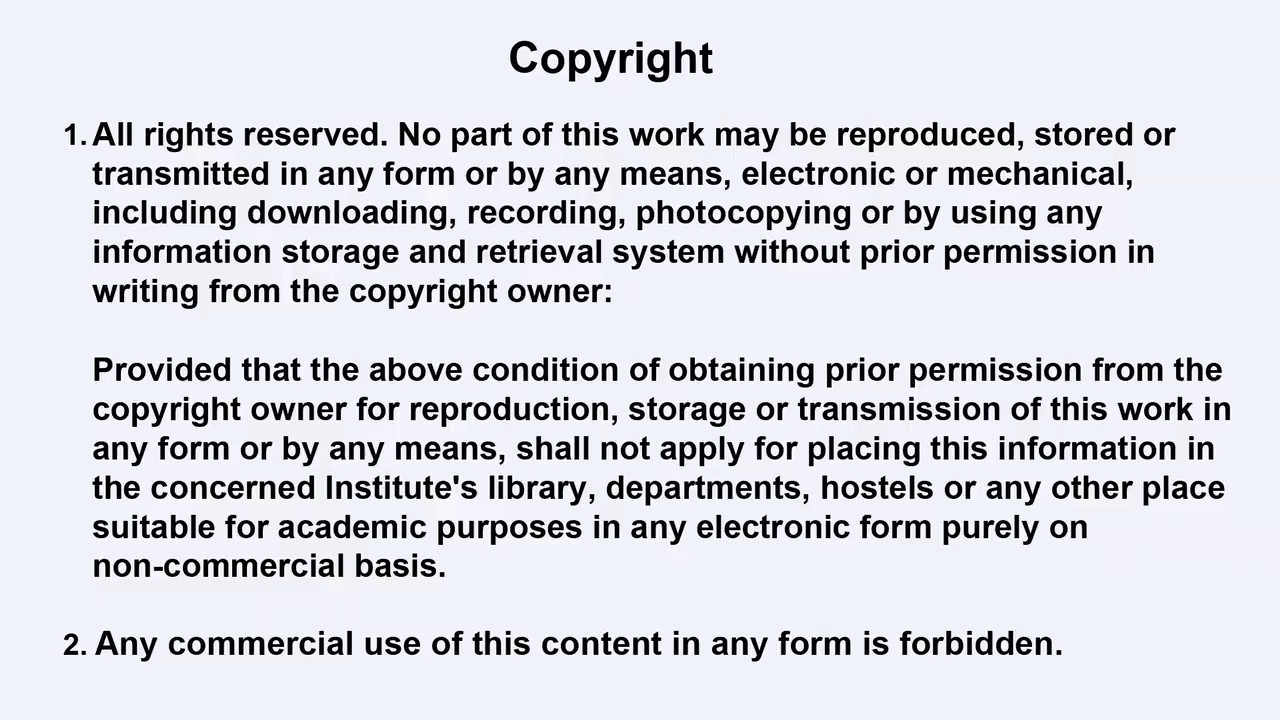 Copyright
1. All rights reserved. No part of this work may be reproduced, stored or
transmitted in any form or by any means, electronic or mechanical,
including downloading, recording, photocopying or by using any
information storage and retrieval system without prior permission in
writing from the copyright owner:
Provided that the above condition of obtaining prior permission from the
copyright owner for reproduction, storage or transmission of this work in
any form or by any means, shall not apply for placing this information in
the concerned Institute's library, departments, hostels or any other place
suitable for academic purposes in any electronic form purely on
non-commercial basis.
2. Any commercial use of this content in any form is forbidden.